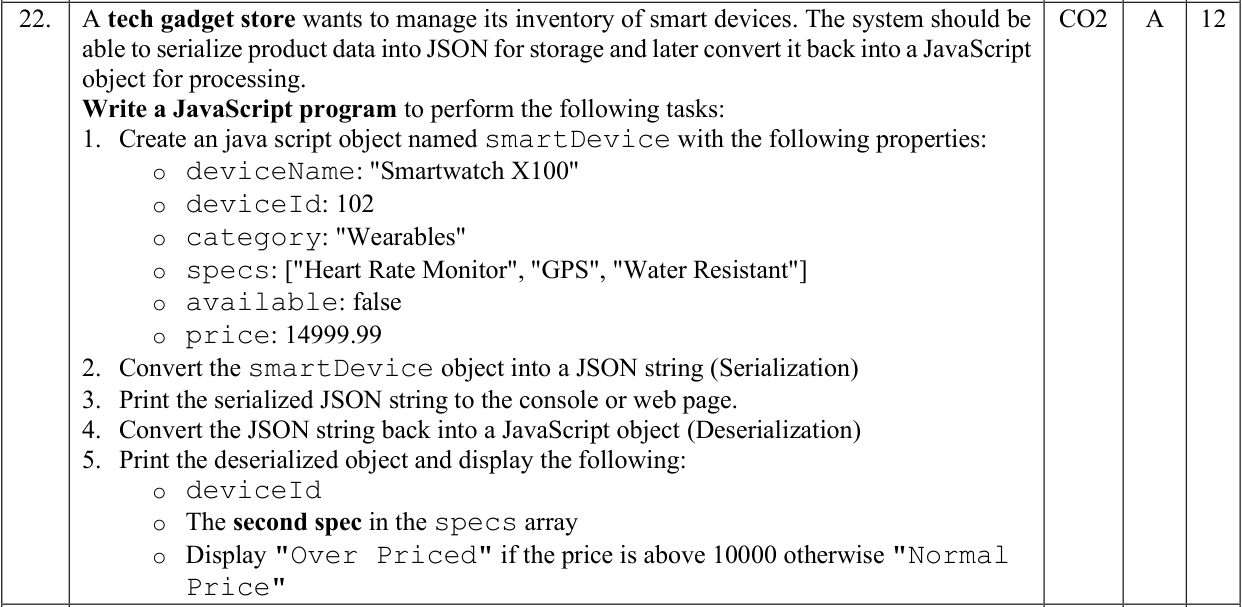 22. A tech gadget store wants to manage its inventory of smart devices. The system should be CO2 A 12
able to serialize product data into JSON for storage and later convert it back into a JavaScript
object for processing.
Write a JavaScript program to perform the following tasks:
1. Create an java script object named smartDevice with the following properties:
o deviceName: "Smartwatch X100"
o deviceId: 102
o category: "Wearables"
o specs: ["Heart Rate Monitor", "GPS", "Water Resistant"]
o available: false
o price: 14999.99
2. Convert the smartDevice object into a JSON string (Serialization)
3. Print the serialized JSON string to the console or web page.
4. Convert the JSON string back into a JavaScript object (Deserialization)
5. Print the deserialized object and display the following:
o deviceId
o The second spec in the specs array
o Display "Over Priced" if the price is above 10000 otherwise "Normal
Price"